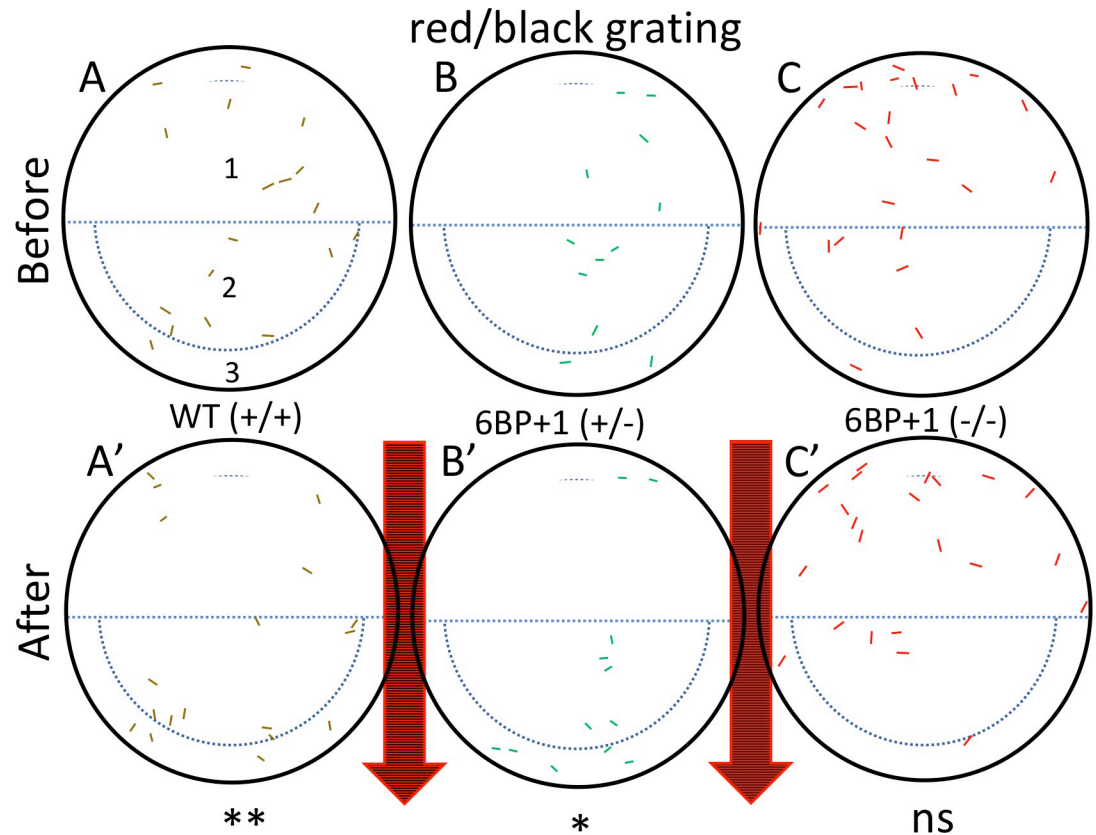 red/black grating
A B C
Before
1
2
3
WT (+/+) 6BP+1 (+/-) 6BP+1 (-/-)
A’ B’ C’
After
** * ns